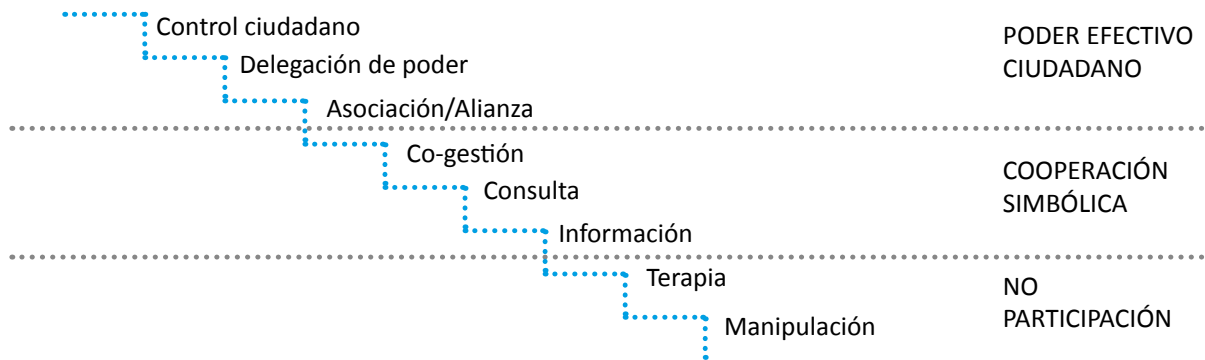 Control ciudadano
Delegación de poder
Asociación/Alianza
PODER EFECTIVO
CIUDADANO
Co-gestión
Consulta
Información
COOPERACIÓN
SIMBÓLICA
Terapia
Manipulación
NO
PARTICIPACIÓN